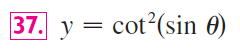 37. y = cot²(sin θ)